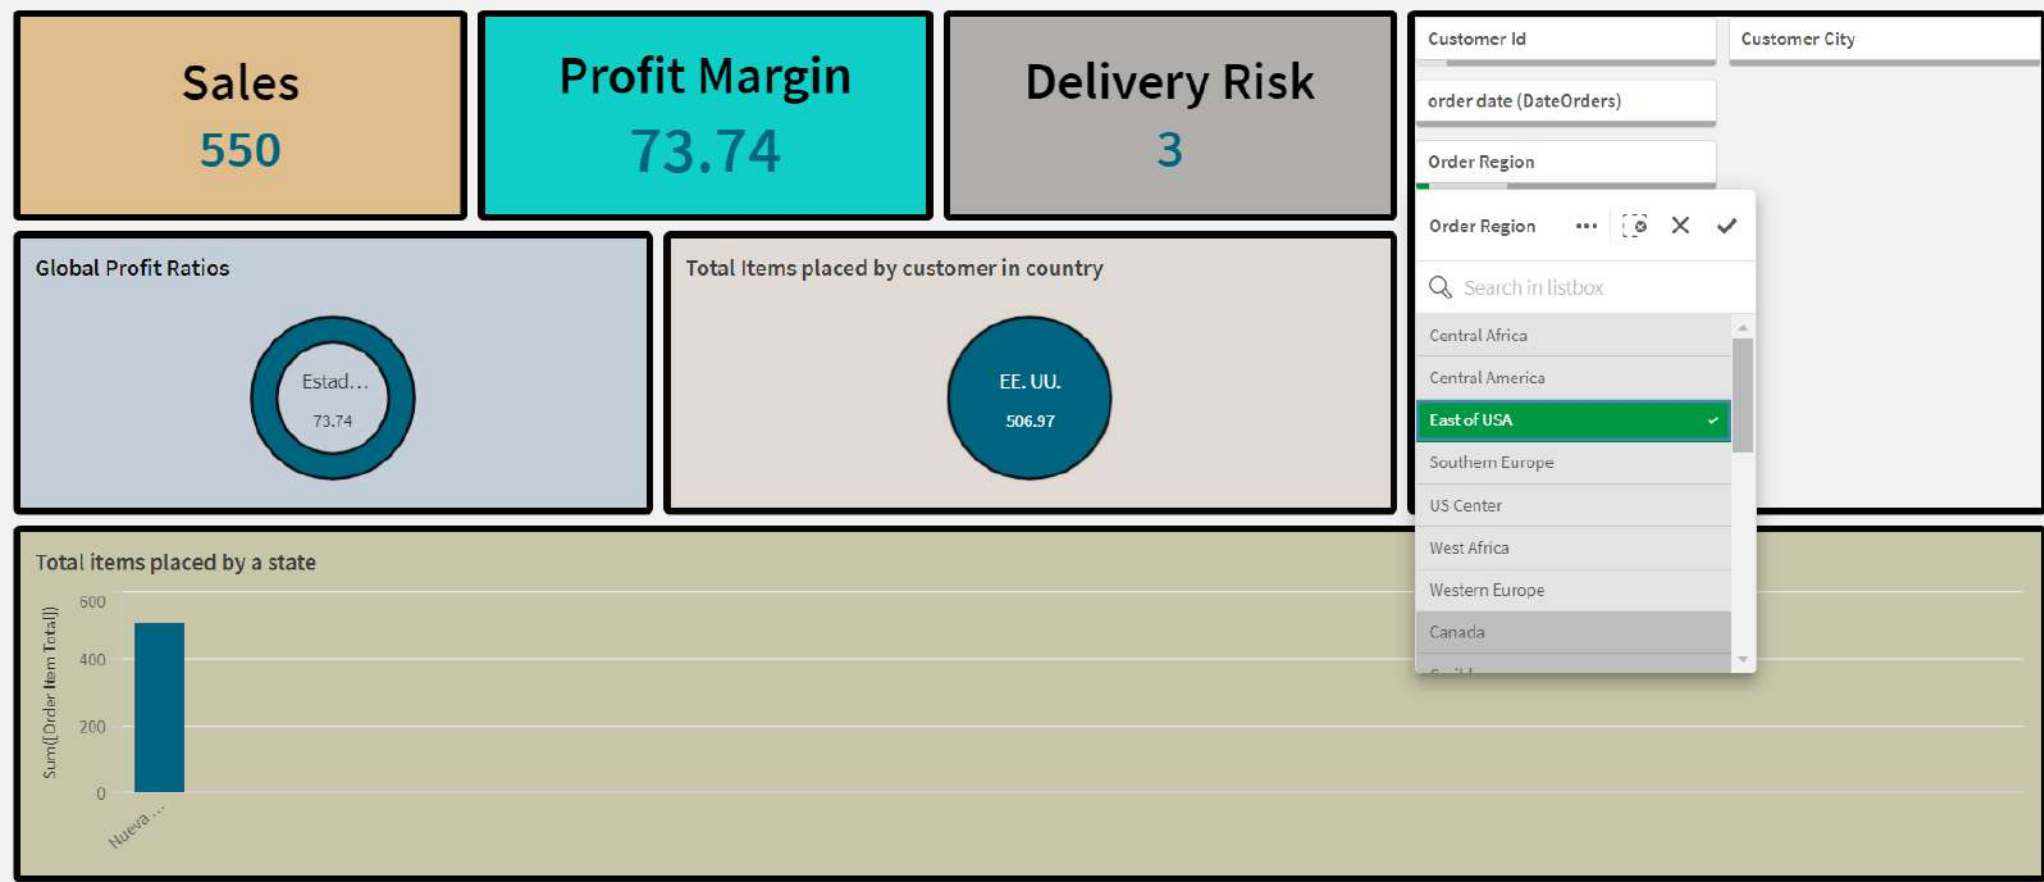 Sales
550
Profit Margin
73.74
Delivery Risk
3
Customer Id
Customer City
order date (DateOrders)
Order Region
Order Region
Search in listbox
Central Africa
Central America
East of USA
Southern Europe
US Center
West Africa
Western Europe
Canada
Global Profit Ratios
Estad...
73.74
Total Items placed by customer in country
EE. UU.
506.97
Total items placed by a state
Sum([Order Item Total])
600
400
200
0
Nueva ...